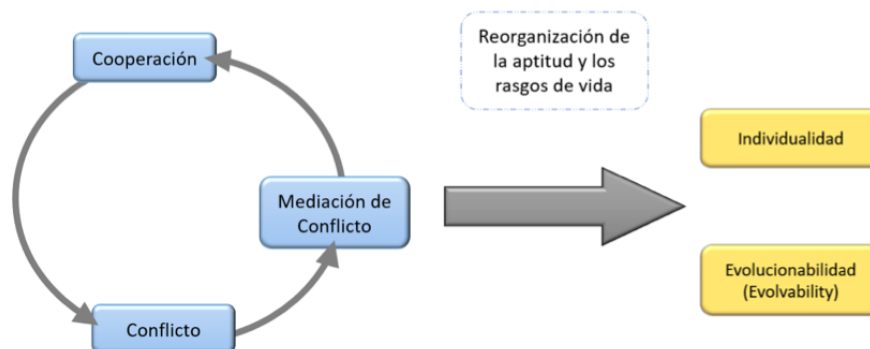 Cooperación
Mediación de
Conflicto
Conflicto
Reorganización de
la aptitud y los
rasgos de vida
Individualidad
Evolucionabilidad
(Evolvability)